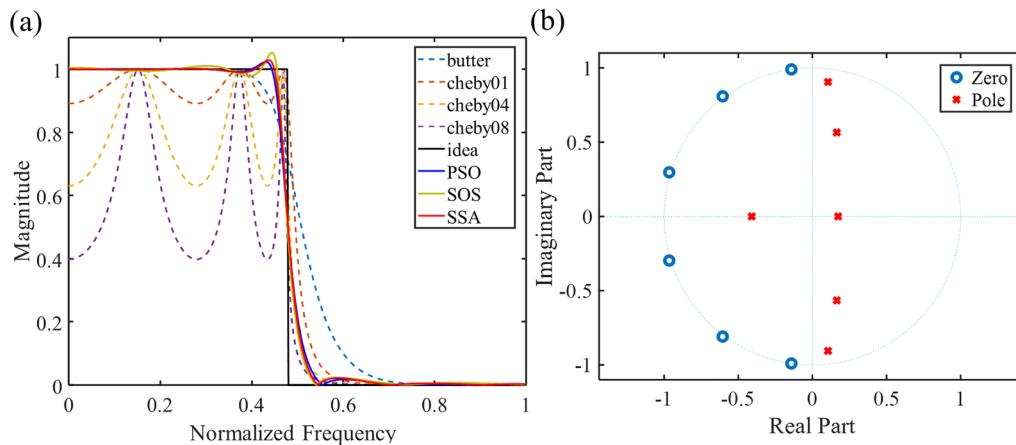 (a)
1
0.8
0.6
0.4
0.2
0
0 0.2 0.4 0.6 0.8 1
Magnitude
Normalized Frequency
butter
cheby01
cheby04
cheby08
idea
PSO
SOS
SSA
(b)
1
0.5
0
-0.5
-1
-1 -0.5 0 0.5 1
Imaginary Part
Real Part
Zero
Pole